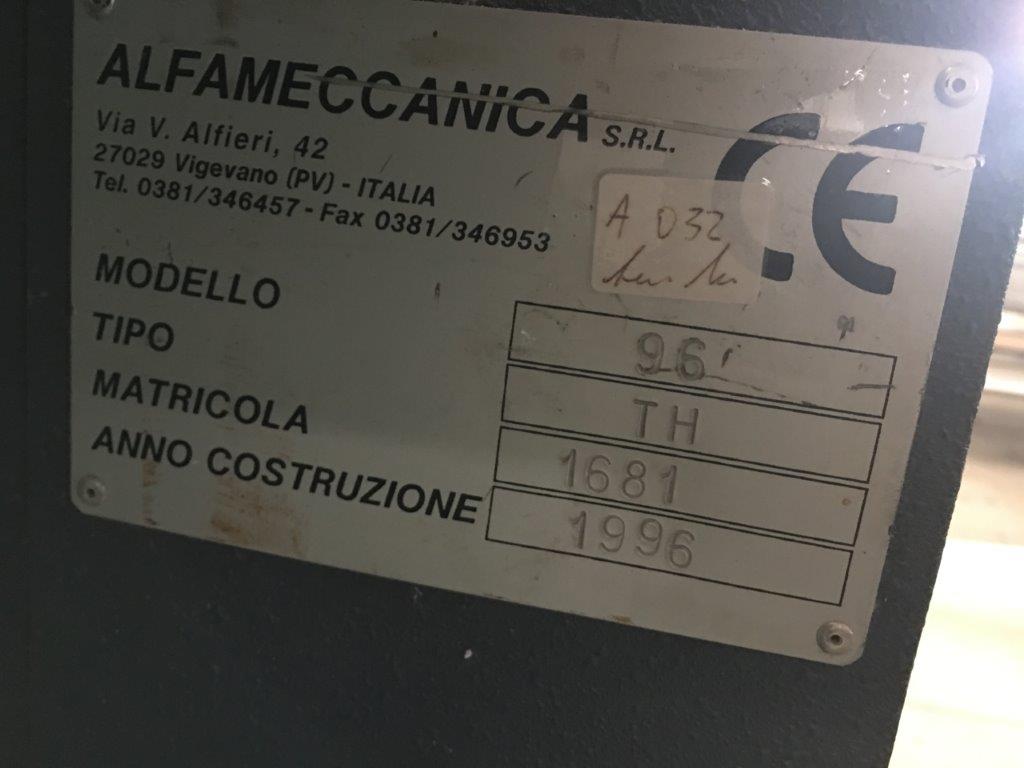 ALFAMECCANICA S.R.L.
Via V. Alfieri, 42
27029 Vigevano (PV) - ITALIA
Tel. 0381/346457 - Fax 0381/346953
CE
A 032
MODELLO 96
TIPO TH
MATRICOLA 1681
ANNO COSTRUZIONE 1996